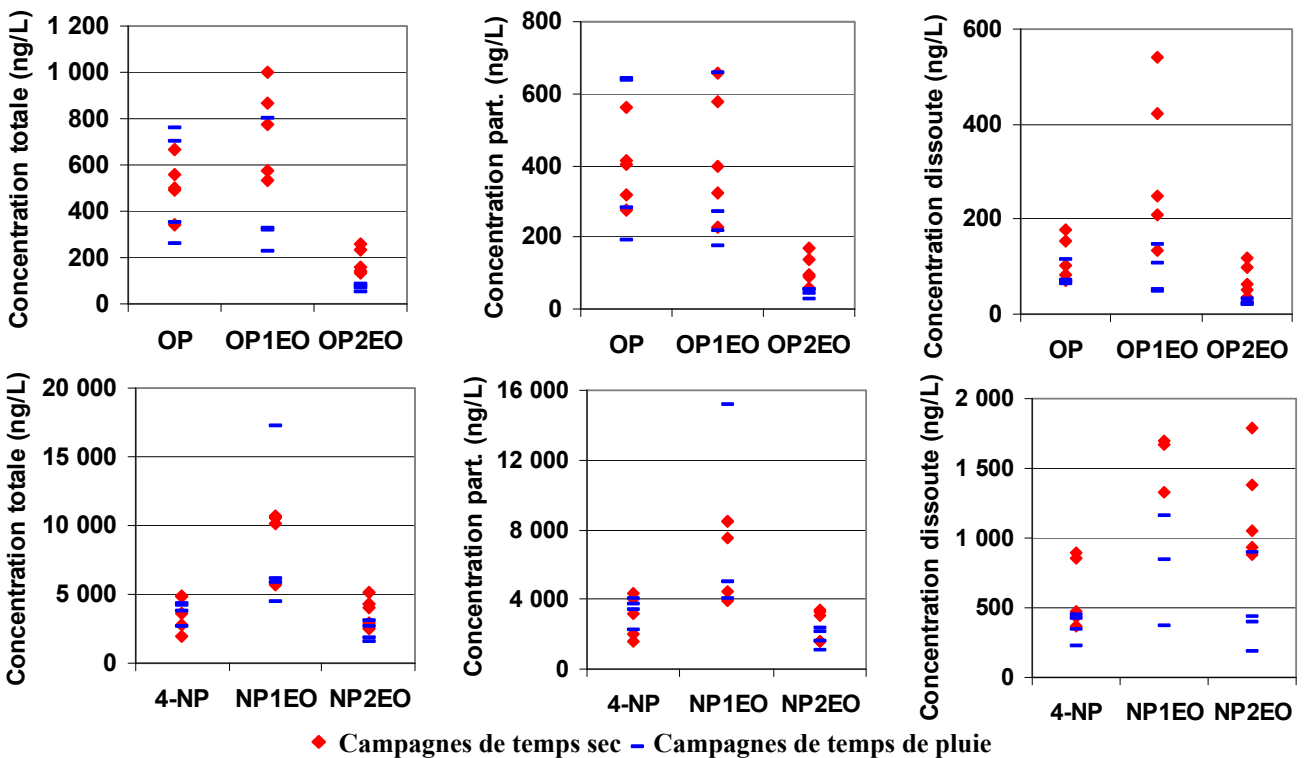 Concentration totale (ng/L)
1 200
1 000
800
600
400
200
0
OP OP1EO OP2EO
Concentration part. (ng/L)
800
600
400
200
0
OP OP1EO OP2EO
Concentration dissoute (ng/L)
600
400
200
0
OP OP1EO OP2EO
Concentration totale (ng/L)
20 000
15 000
10 000
5 000
0
4-NP NP1EO NP2EO
Concentration part. (ng/L)
16 000
12 000
8 000
4 000
0
4-NP NP1EO NP2EO
Concentration dissoute (ng/L)
2 000
1 500
1 000
500
0
4-NP NP1EO NP2EO
Campagnes de temps sec Campagnes de temps de pluie